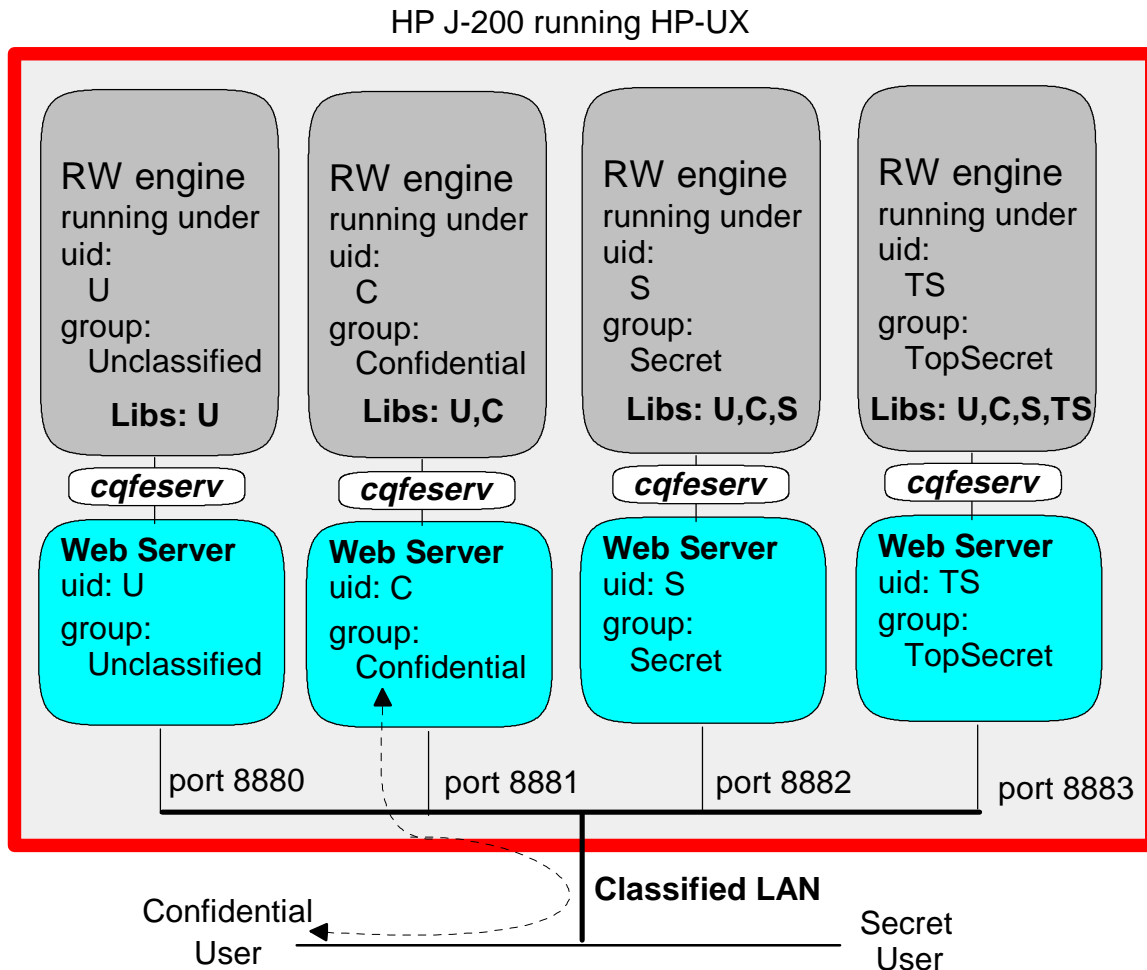 HP J-200 running HP-UX
RW engine
running under
uid:
U
group:
Unclassified
Libs: U
RW engine
running under
uid:
C
group:
Confidential
Libs: U,C
RW engine
running under
uid:
S
group:
Secret
Libs: U,C,S
RW engine
running under
uid:
TS
group:
TopSecret
Libs: U,C,S,TS
cqfeserv
cqfeserv
cqfeserv
cqfeserv
Web Server
uid: U
group:
Unclassified
Web Server
uid: C
group:
Confidential
Web Server
uid: S
group:
Secret
Web Server
uid: TS
group:
TopSecret
port 8880
port 8881
port 8882
port 8883
Classified LAN
Confidential
User
Secret
User